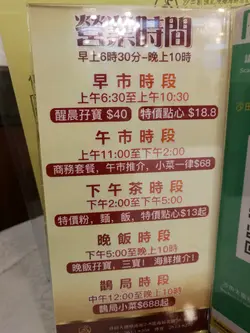 營業時間
早上6時30分-晚上10時
早市時段
上午6:30至上午10:30
醒晨孖寶 $40
特價點心 $18.8
午市時段
上午11:00至下午2:00
商務套餐，午市推介，小菜一律$68
下午茶時段
下午2:00至下午5:00
特價粉，麵，飯，特價點心 $13起
晚飯時段
下午5:00至晚上10時
晚飯孖寶，三寶！海鮮推介！
鵲局時段
中午12:00至晚上10時
鵲局小菜$688起